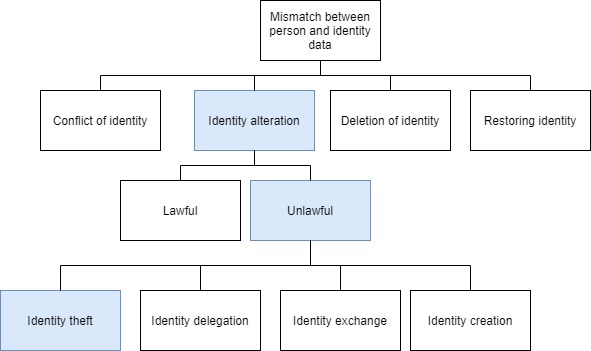 Mismatch between
person and identity
data
Conflict of identity
Identity alteration
Deletion of identity
Restoring identity
Lawful
Unlawful
Identity theft
Identity delegation
Identity exchange
Identity creation